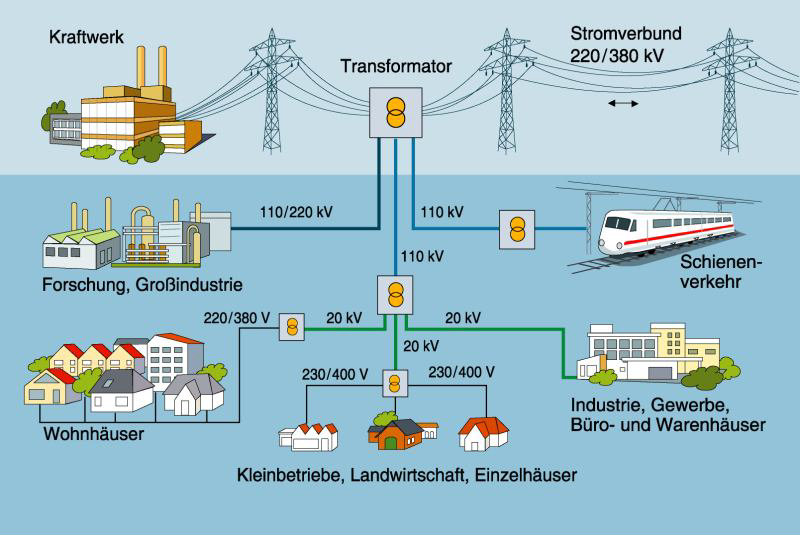 Kraftwerk
Transformator
Stromverbund
220/380 kV
110/220 kV
110 kV
110 kV
Forschung, Großindustrie
Schienen-
verkehr
220/380 V
20 kV
20 kV
20 kV
230/400 V
230/400 V
Wohnhäuser
Industrie, Gewerbe,
Büro- und Warenhäuser
Kleinbetriebe, Landwirtschaft, Einzelhäuser